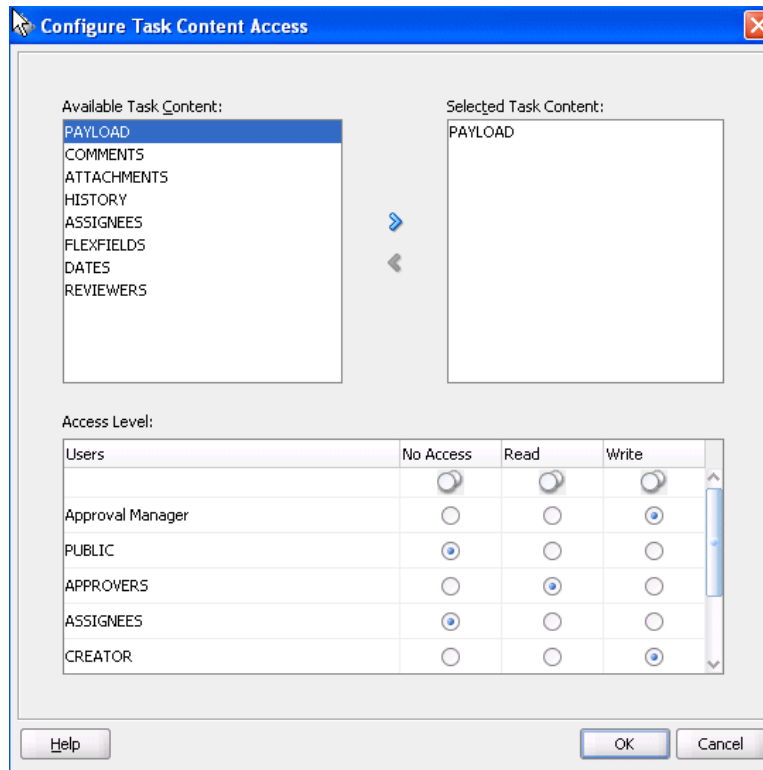 Configure Task Content Access
Available Task Content:
PAYLOAD
COMMENTS
ATTACHMENTS
HISTORY
ASSIGNEES
FLEXFIELDS
DATES
REVIEWERS
Selected Task Content:
PAYLOAD
Access Level:
Users No Access Read Write
Approval Manager
PUBLIC
APPROVERS
ASSIGNEES
CREATOR
Help OK Cancel